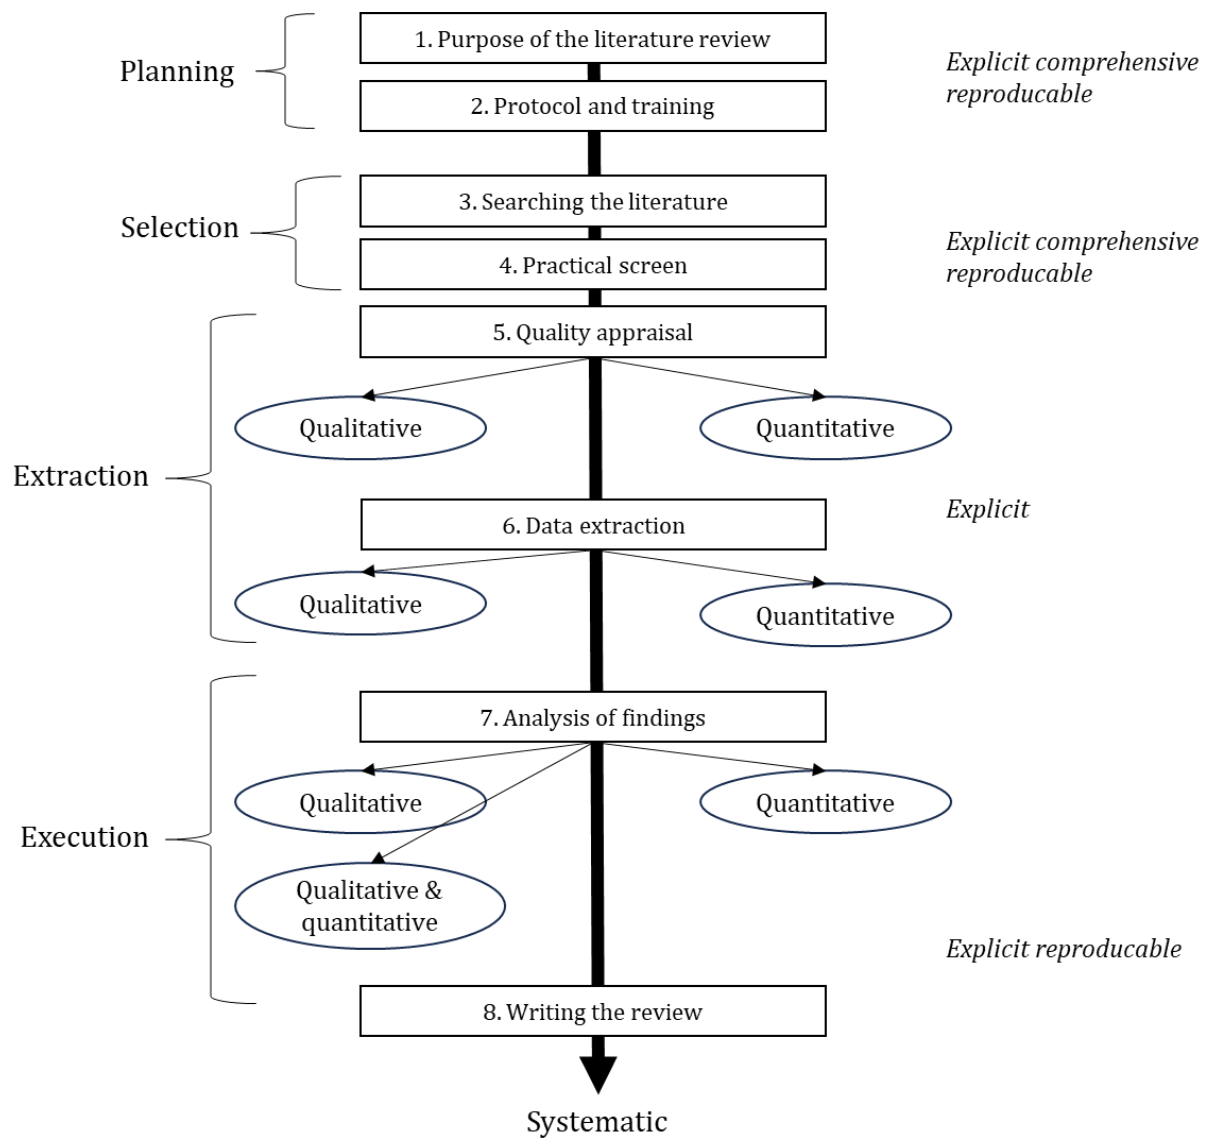 1. Purpose of the literature review
Planning
Explicit comprehensive
reproducable
2. Protocol and training
3. Searching the literature
Selection
Explicit comprehensive
reproducable
4. Practical screen
5. Quality appraisal
Qualitative
Quantitative
Extraction
Explicit
6. Data extraction
Qualitative
Quantitative
7. Analysis of findings
Qualitative
Quantitative
Execution
Qualitative &
quantitative
Explicit reproducable
8. Writing the review
Systematic